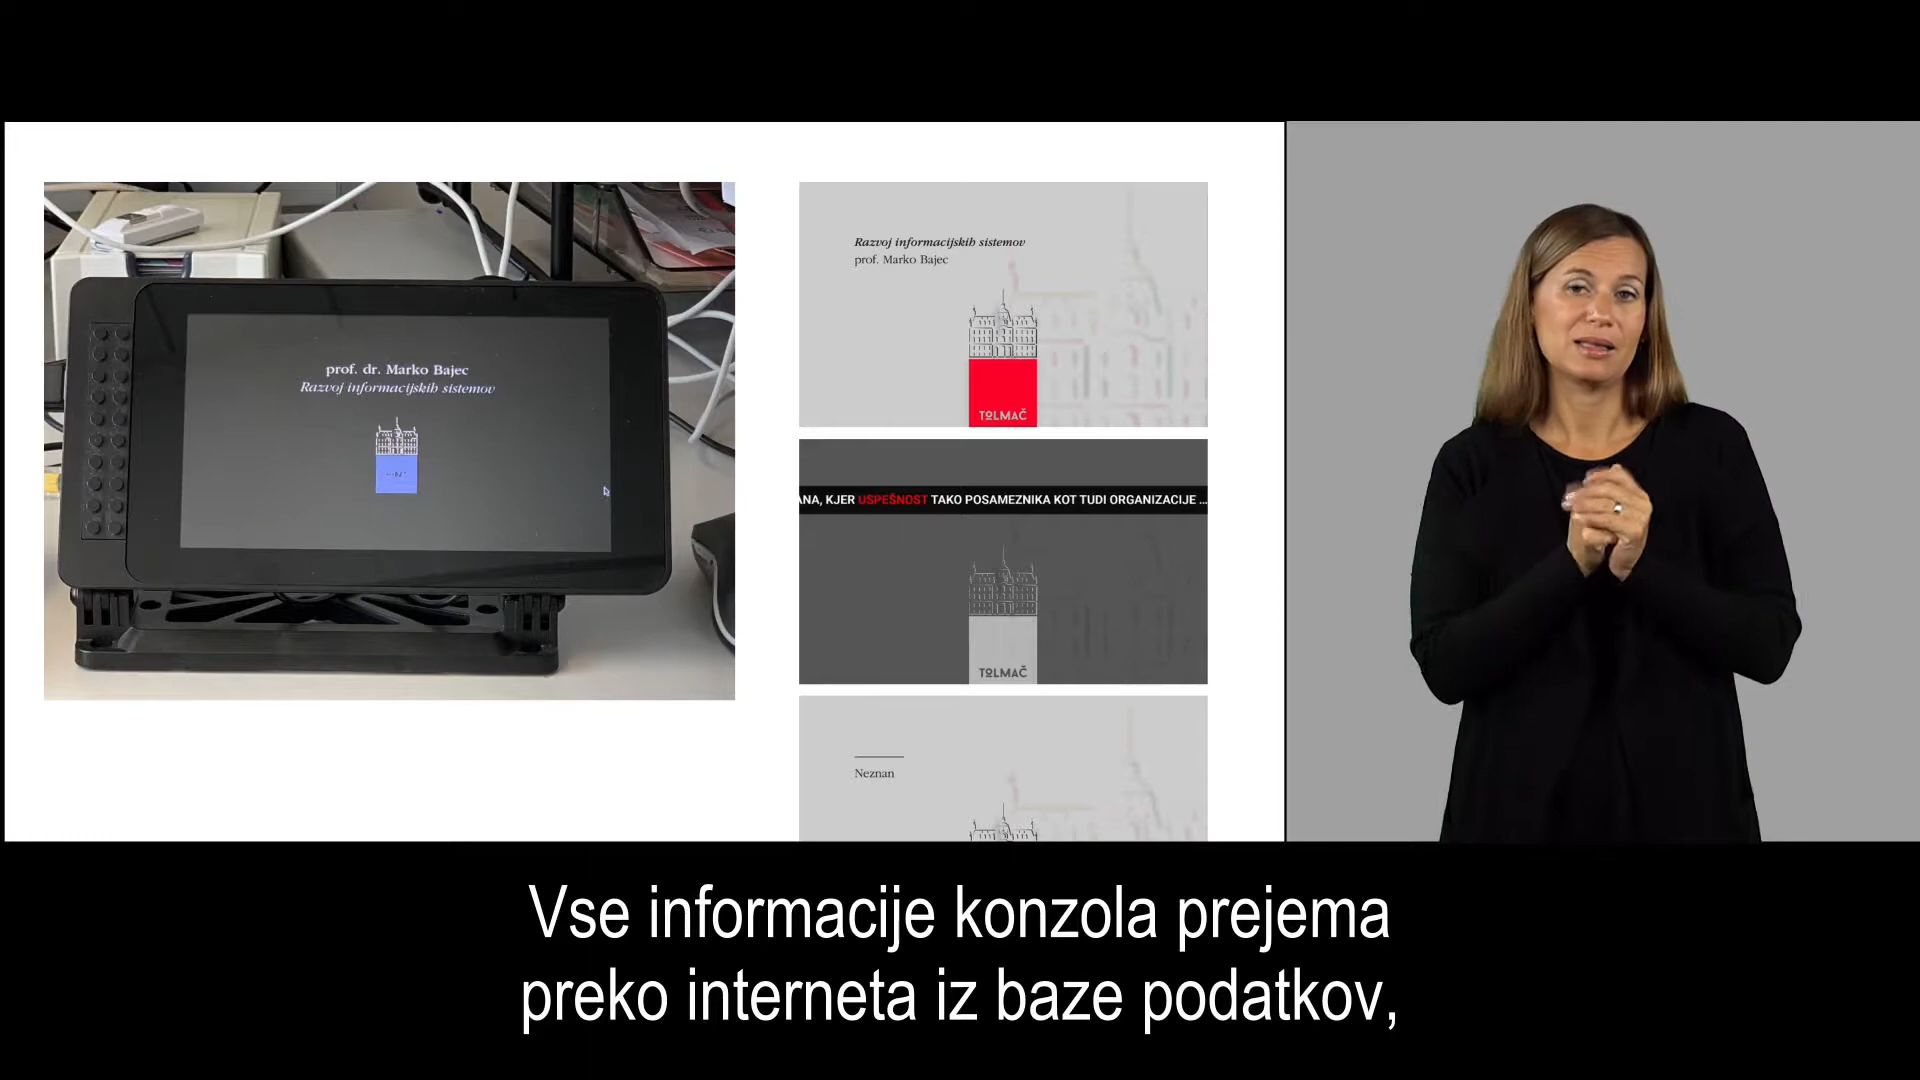 prof. dr. Marko Bajec
Razvoj informacijskih sistemov
Razvoj informacijskih sistemov
prof. Marko Bajec
TOLMAČ
ANA, KJER USPEŠNOST TAKO POSAMEZNIKA KOT TUDI ORGANIZACIJE ...
TOLMAČ
Neznan
Vse informacije konzola prejema
preko interneta iz baze podatkov,